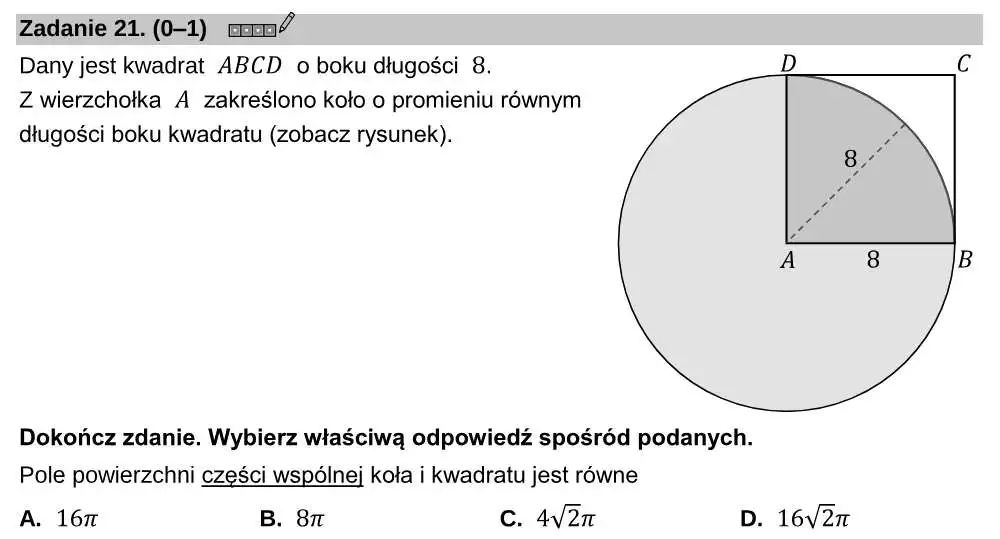 Zadanie 21. (0–1)
Dany jest kwadrat ABCD o boku długości 8.
Z wierzchołka A zakreślono koło o promieniu równym
długości boku kwadratu (zobacz rysunek).
D
C
8
A
8
B
Dokończ zdanie. Wybierz właściwą odpowiedź spośród podanych.
Pole powierzchni części wspólnej koła i kwadratu jest równe
A. 16π B. 8π C. 4√2π D. 16√2π